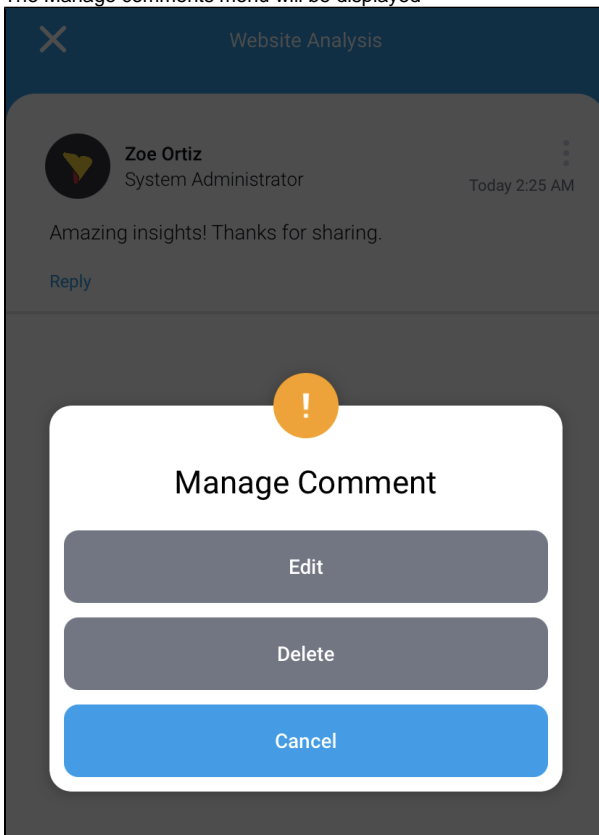 The Manage comments menu will be displayed
Website Analysis
Zoe Ortiz
System Administrator
Today 2:25 AM
Amazing insights! Thanks for sharing.
Reply
!
Manage Comment
Edit
Delete
Cancel